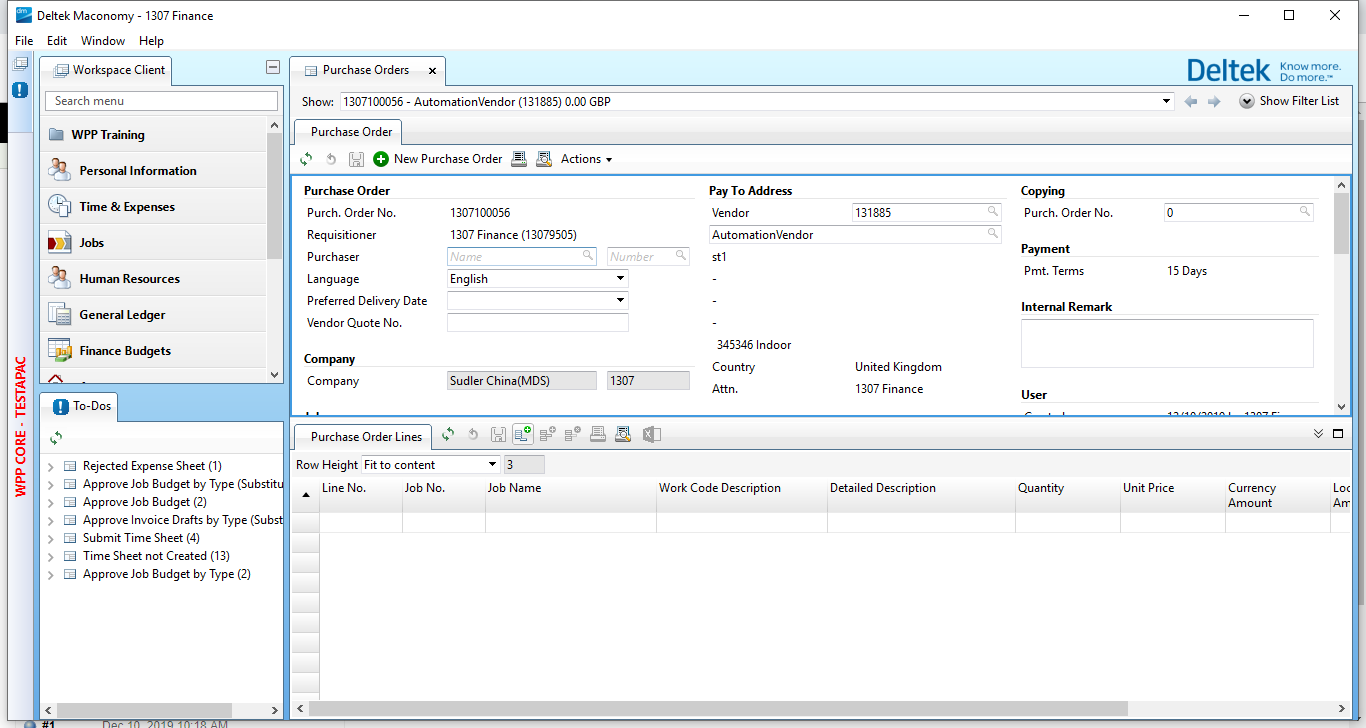 dm Deltek Maconomy - 1307 Finance
File Edit Window Help
WPP CORE - TESTAPAC
Workspace Client
Search menu
WPP Training
Personal Information
Time & Expenses
Jobs
Human Resources
General Ledger
Finance Budgets
To-Dos
Rejected Expense Sheet (1)
Approve Job Budget by Type (Substitu
Approve Job Budget (2)
Approve Invoice Drafts by Type (Subst
Submit Time Sheet (4)
Time Sheet not Created (13)
Approve Job Budget by Type (2)
Purchase Orders
Deltek Know more.
Do more.™
Show: 1307100056 - AutomationVendor (131885) 0.00 GBP
Show Filter List
Purchase Order
New Purchase Order Actions
Purchase Order
Purch. Order No. 1307100056
Requisitioner 1307 Finance (13079505)
Purchaser Name Number
Language English
Preferred Delivery Date
Vendor Quote No.
Company
Company Sudler China(MDS) 1307
Pay To Address
Vendor 131885
AutomationVendor
st1
-
-
-
345346 Indoor
Country United Kingdom
Attn. 1307 Finance
Copying
Purch. Order No. 0
Payment
Pmt. Terms 15 Days
Internal Remark
User
Purchase Order Lines
Row Height Fit to content 3
Line No. Job No. Job Name Work Code Description Detailed Description Quantity Unit Price Currency Loc
Amount Am
#1 Dec 10, 2019 10:18 AM